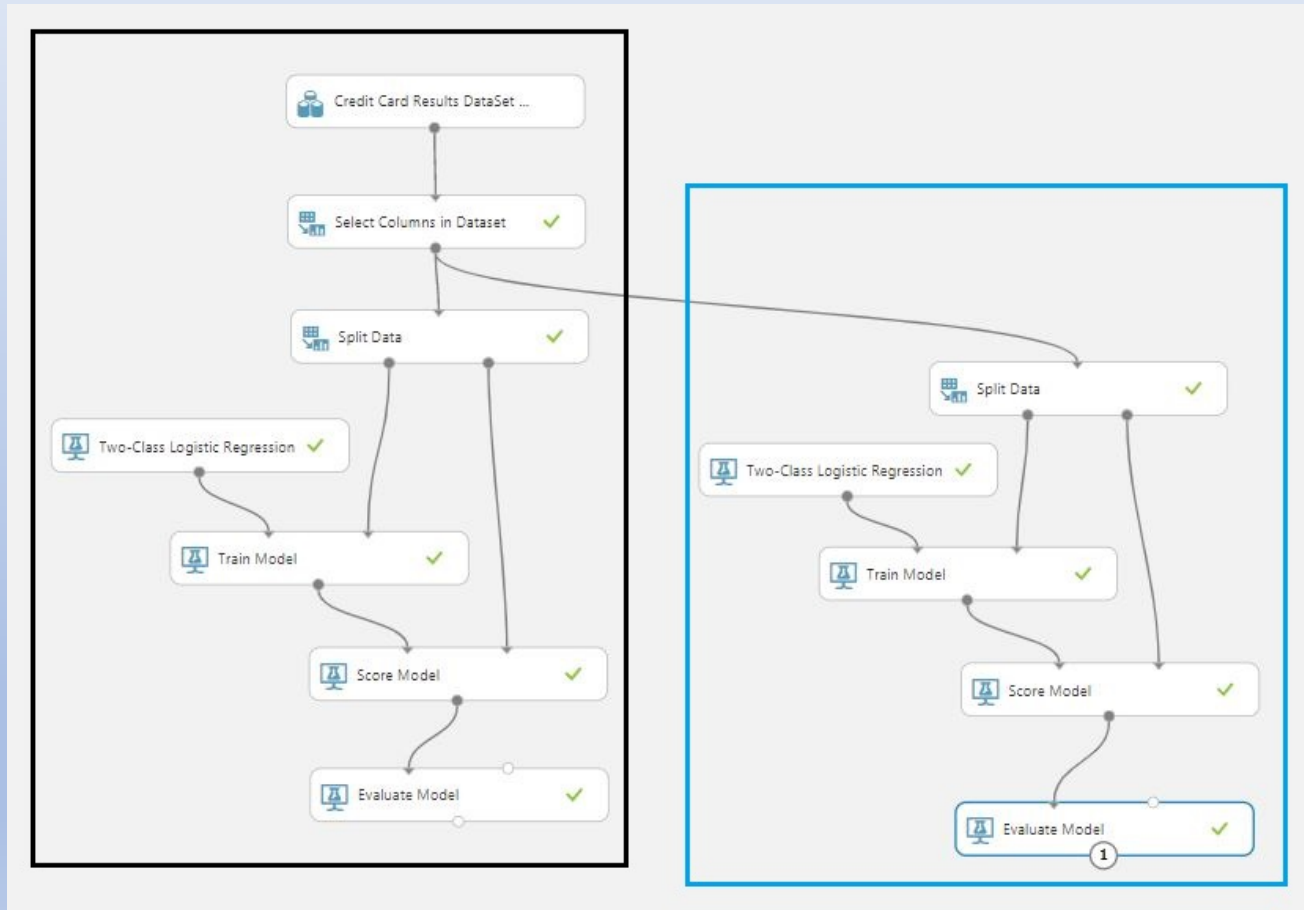 Credit Card Results DataSet ...
Select Columns in Dataset
Split Data
Two-Class Logistic Regression
Train Model
Score Model
Evaluate Model
Split Data
Two-Class Logistic Regression
Train Model
Score Model
Evaluate Model
1